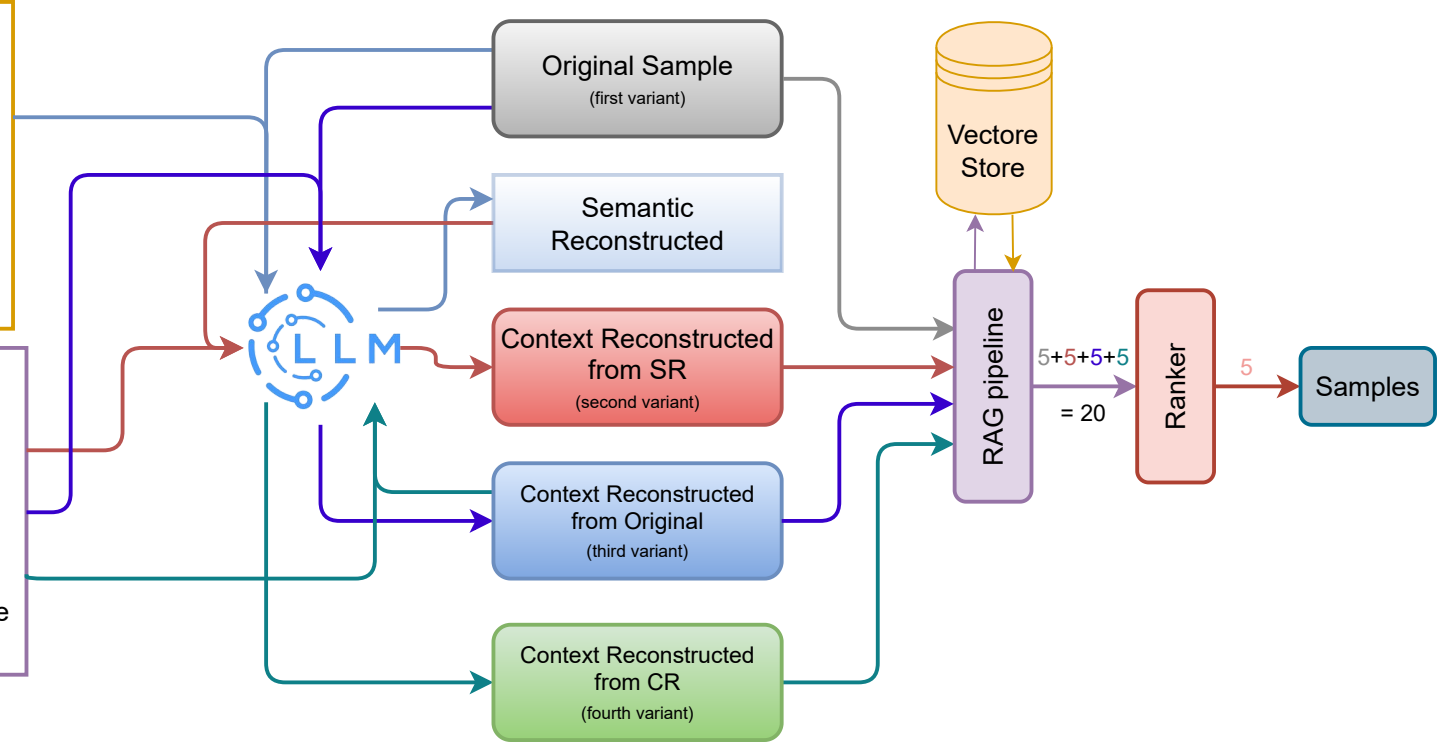 Original Sample
(first variant)
Vectore
Store
Semantic
Reconstructed
LLM
Context Reconstructed
from SR
(second variant)
RAG pipeline
5+5+5+5
= 20
Ranker
5
Samples
Context Reconstructed
from Original
(third variant)
e
Context Reconstructed
from CR
(fourth variant)